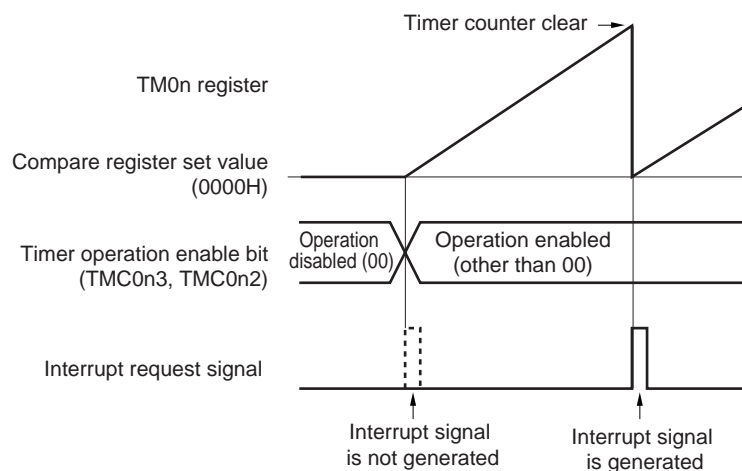 Timer counter clear
TM0n register
Compare register set value
(0000H)
Timer operation enable bit
(TMC0n3, TMC0n2)
Operation
disabled (00)
Operation enabled
(other than 00)
Interrupt request signal
Interrupt signal
is not generated
Interrupt signal
is generated